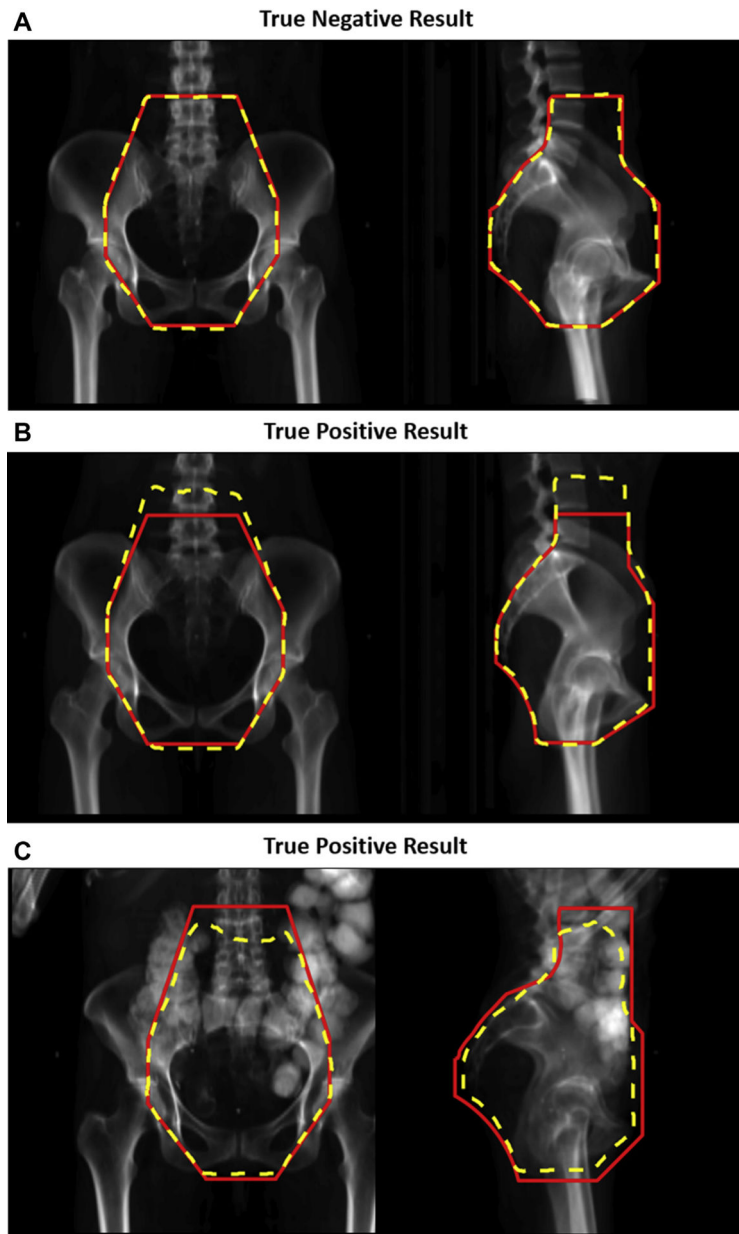 A
True Negative Result
B
True Positive Result
C
True Positive Result